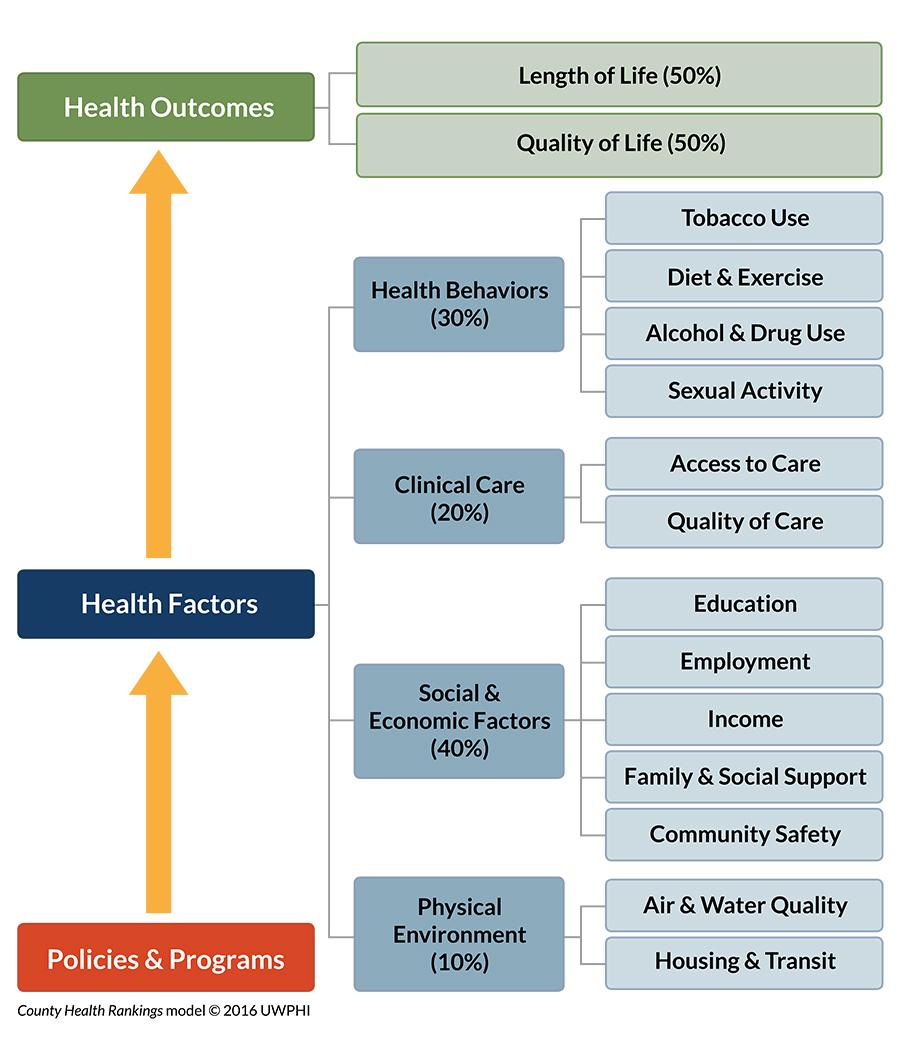 Health Outcomes
Length of Life (50%)
Quality of Life (50%)
Health Behaviors
(30%)
Tobacco Use
Diet & Exercise
Alcohol & Drug Use
Sexual Activity
Clinical Care
(20%)
Access to Care
Quality of Care
Health Factors
Social &
Economic Factors
(40%)
Education
Employment
Income
Family & Social Support
Community Safety
Physical
Environment
(10%)
Air & Water Quality
Housing & Transit
Policies & Programs
County Health Rankings model © 2016 UWPHI